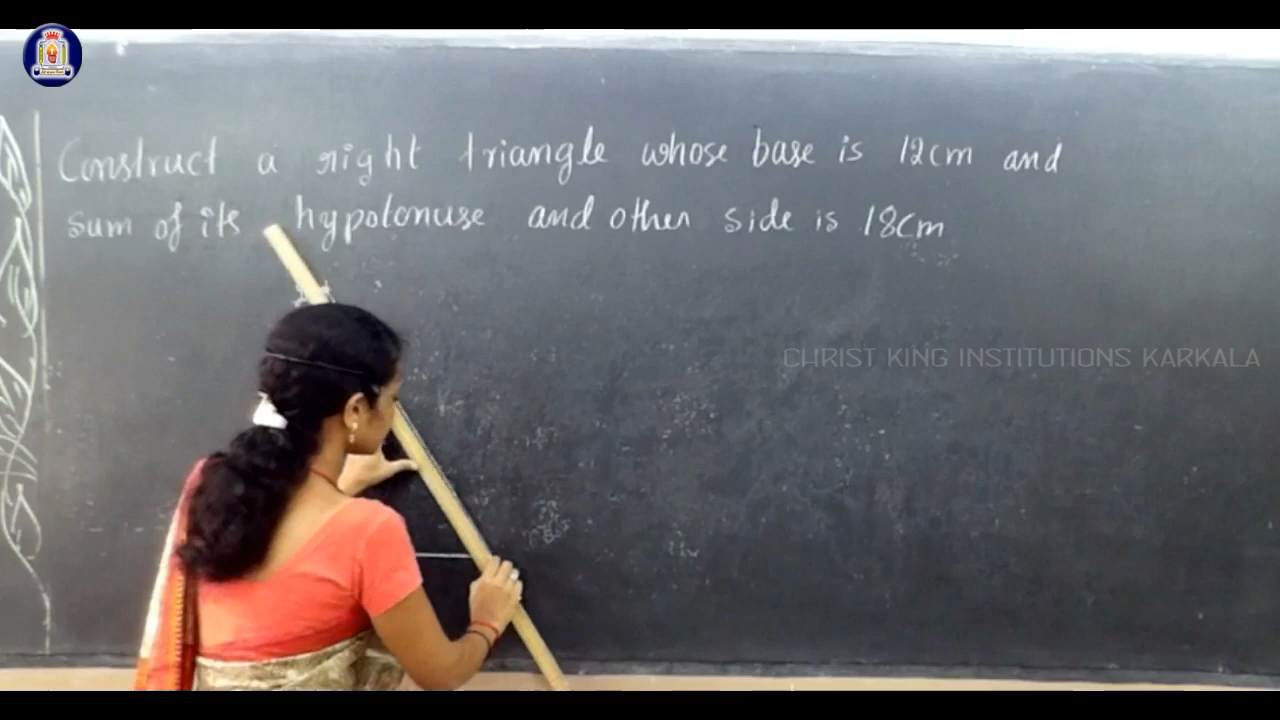 Construct a right triangle whose base is 12cm and
sum of its hypotenuse and other side is 18cm
CHRIST KING INSTITUTIONS KARKALA